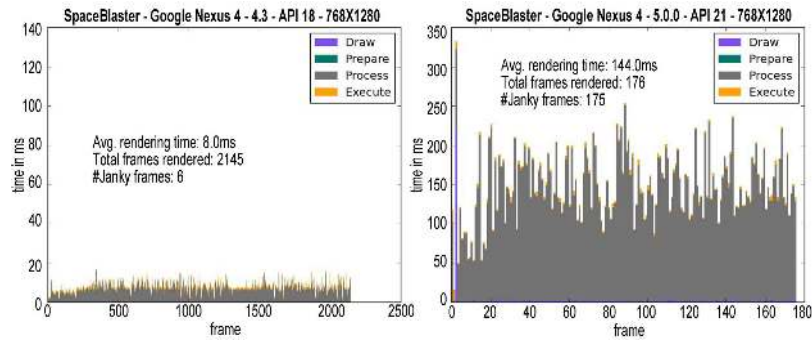 SpaceBlaster - Google Nexus 4 - 4.3 - API 18 - 768X1280
140
120
100
80
60
40
20
0
time in ms
Draw
Prepare
Process
Execute
Avg. rendering time: 8.0ms
Total frames rendered: 2145
#Janky frames: 6
0 500 1000 1500 2000 2500
frame
SpaceBlaster - Google Nexus 4 - 5.0.0 - API 21 - 768X1280
350
300
250
200
150
100
50
0
time in ms
Draw
Prepare
Process
Execute
Avg. rendering time: 144.0ms
Total frames rendered: 176
#Janky frames: 175
0 20 40 60 80 100 120 140 160 180
frame